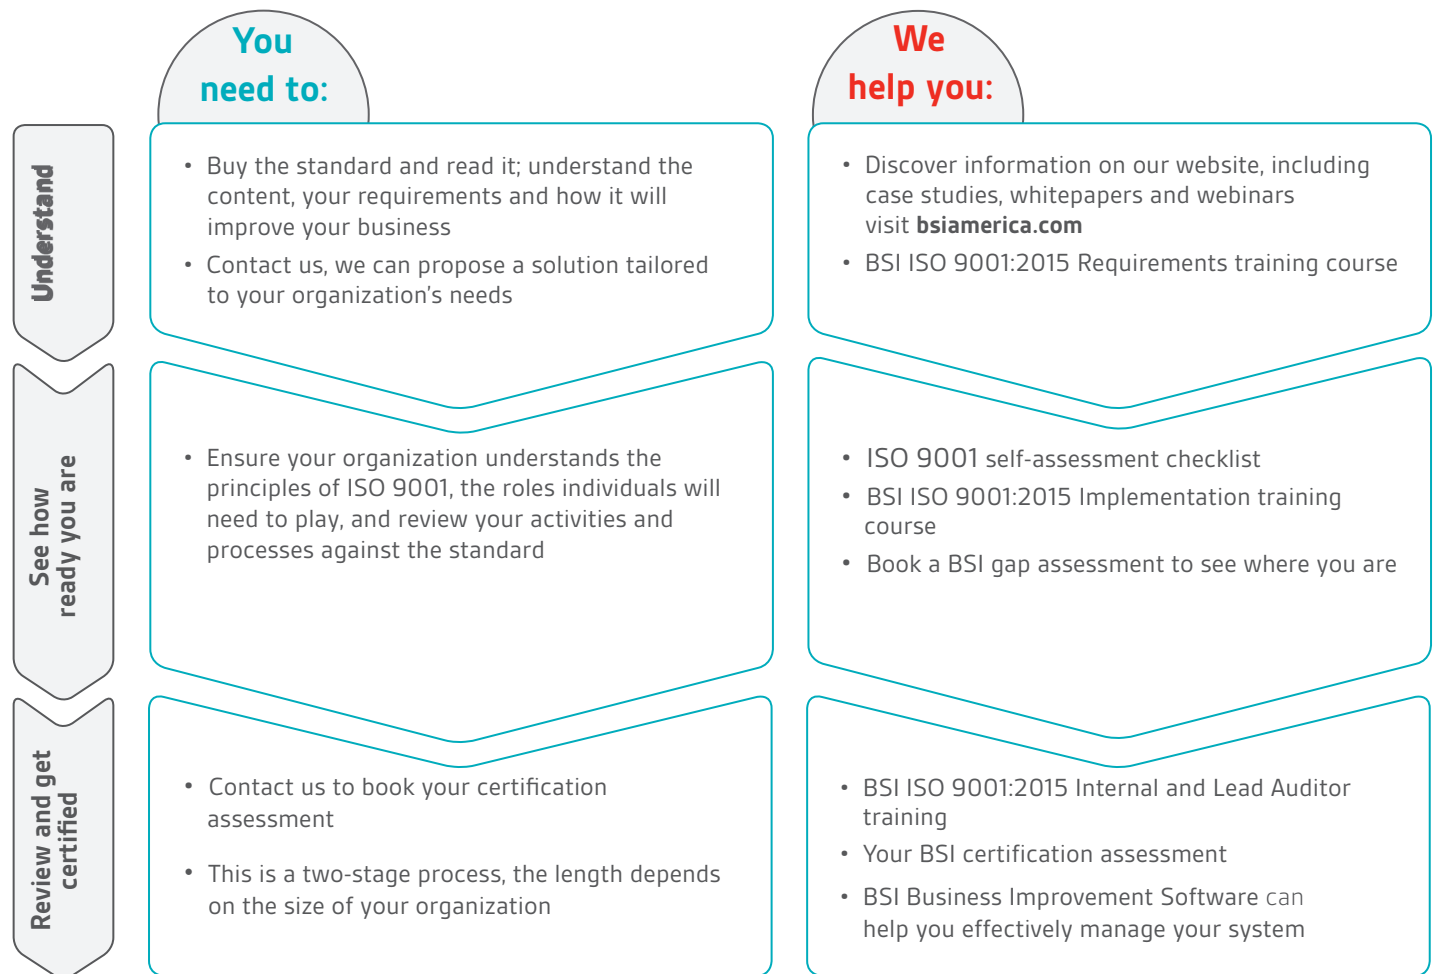 You
need to:
We
help you:
Understand
• Buy the standard and read it; understand the
content, your requirements and how it will
improve your business
• Contact us, we can propose a solution tailored
to your organization's needs
• Discover information on our website, including
case studies, whitepapers and webinars
visit bsiamerica.com
• BSI ISO 9001:2015 Requirements training course
See how
ready you are
• Ensure your organization understands the
principles of ISO 9001, the roles individuals will
need to play, and review your activities and
processes against the standard
• ISO 9001 self-assessment checklist
• BSI ISO 9001:2015 Implementation training
course
• Book a BSI gap assessment to see where you are
Review and get
certified
• Contact us to book your certification
assessment
• This is a two-stage process, the length depends
on the size of your organization
• BSI ISO 9001:2015 Internal and Lead Auditor
training
• Your BSI certification assessment
• BSI Business Improvement Software can
help you effectively manage your system